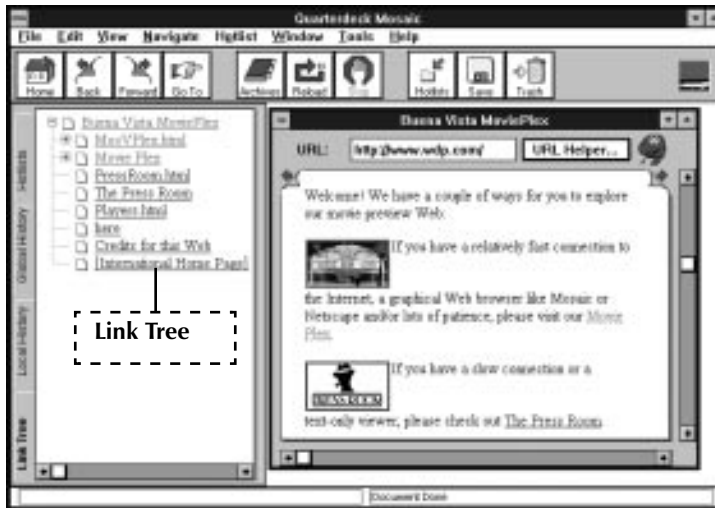 Quarterdeck Mosaic
File Edit View Navigate Hotlist Window Tools Help
Home Back Forward Go To Archives Reload Stop Hotlists Save Trash
Hotlists
Global History
Local History
Link Tree
Buena Vista MoviePlex
MooVPlex.html
Movie Plex
PressRoom.html
The Press Room
Players.html
here
Credits for this Web
[International Home Page]
Link Tree
Buena Vista MoviePlex
URL: http://www.wdp.com/ URL Helper...
Welcome! We have a couple of ways for you to explore
our movie preview Web:
If you have a relatively fast connection to
the Internet, a graphical Web browser like Mosaic or
Netscape and/or lots of patience, please visit our Movie
Plex.
If you have a slow connection or a
text-only viewer, please check out The Press Room
Document Done